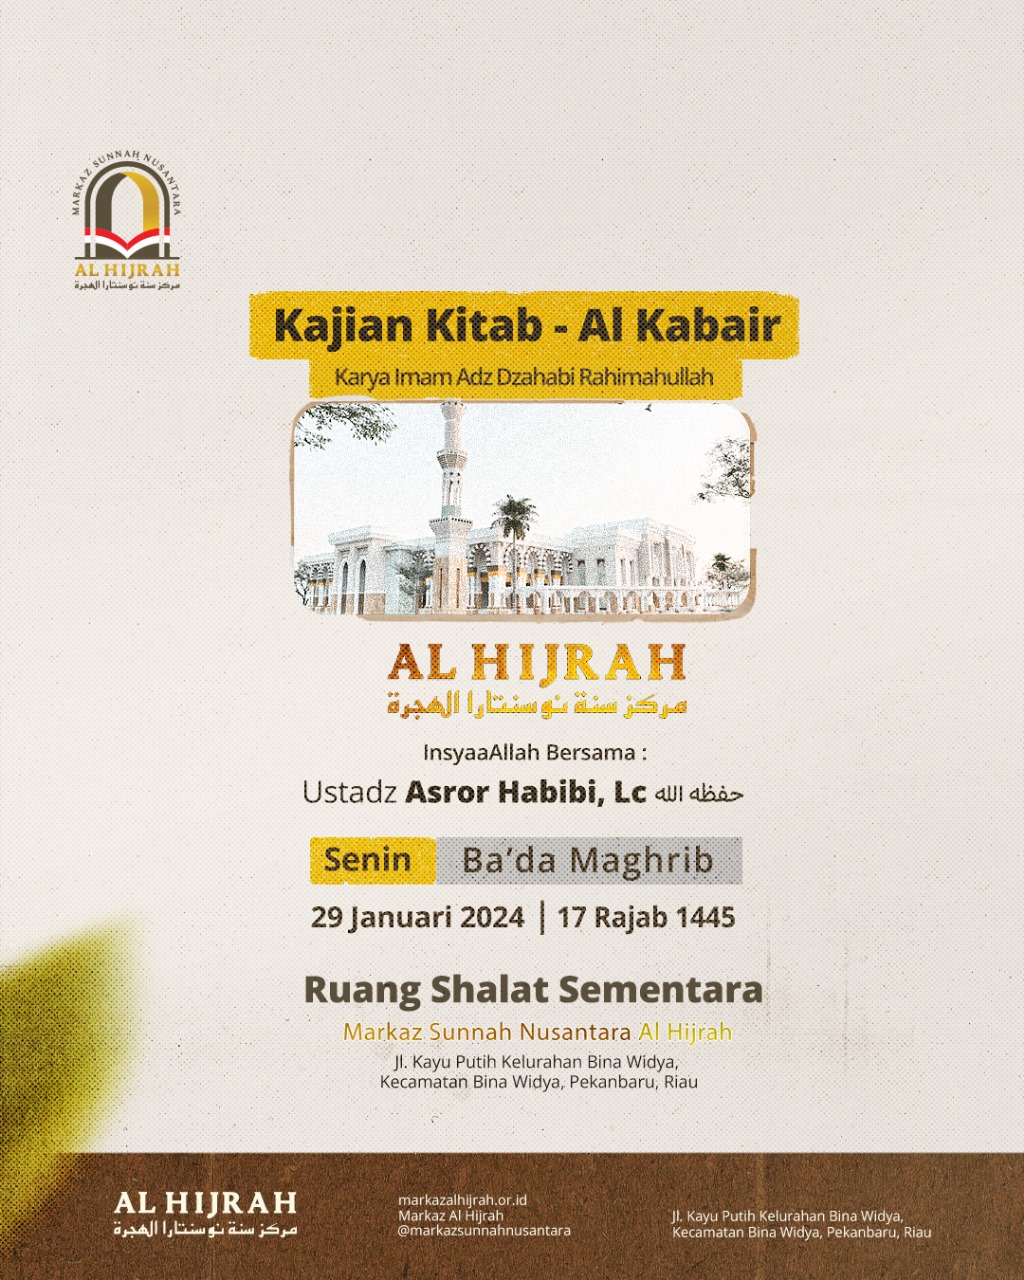 MARKAZ SUNNAH NUSANTARA
AL HIJRAH
مركز سنة نوسنتارا الهجرة
Kajian Kitab - Al Kabair
Karya Imam Adz Dzahabi Rahimahullah
AL HIJRAH
مركز سنة نوسنتارا الهجرة
InsyaaAllah Bersama :
Ustadz Asror Habibi, Lc حفظه الله
Senin Ba’da Maghrib
29 Januari 2024 | 17 Rajab 1445
Ruang Shalat Sementara
Markaz Sunnah Nusantara Al Hijrah
Jl. Kayu Putih Kelurahan Bina Widya,
Kecamatan Bina Widya, Pekanbaru, Riau
AL HIJRAH
مركز سنة نوسنتارا الهجرة
markazalhijrah.or.id
Markaz Al Hijrah
@markazsunnahnusantara
Jl. Kayu Putih Kelurahan Bina Widya,
Kecamatan Bina Widya, Pekanbaru, Riau